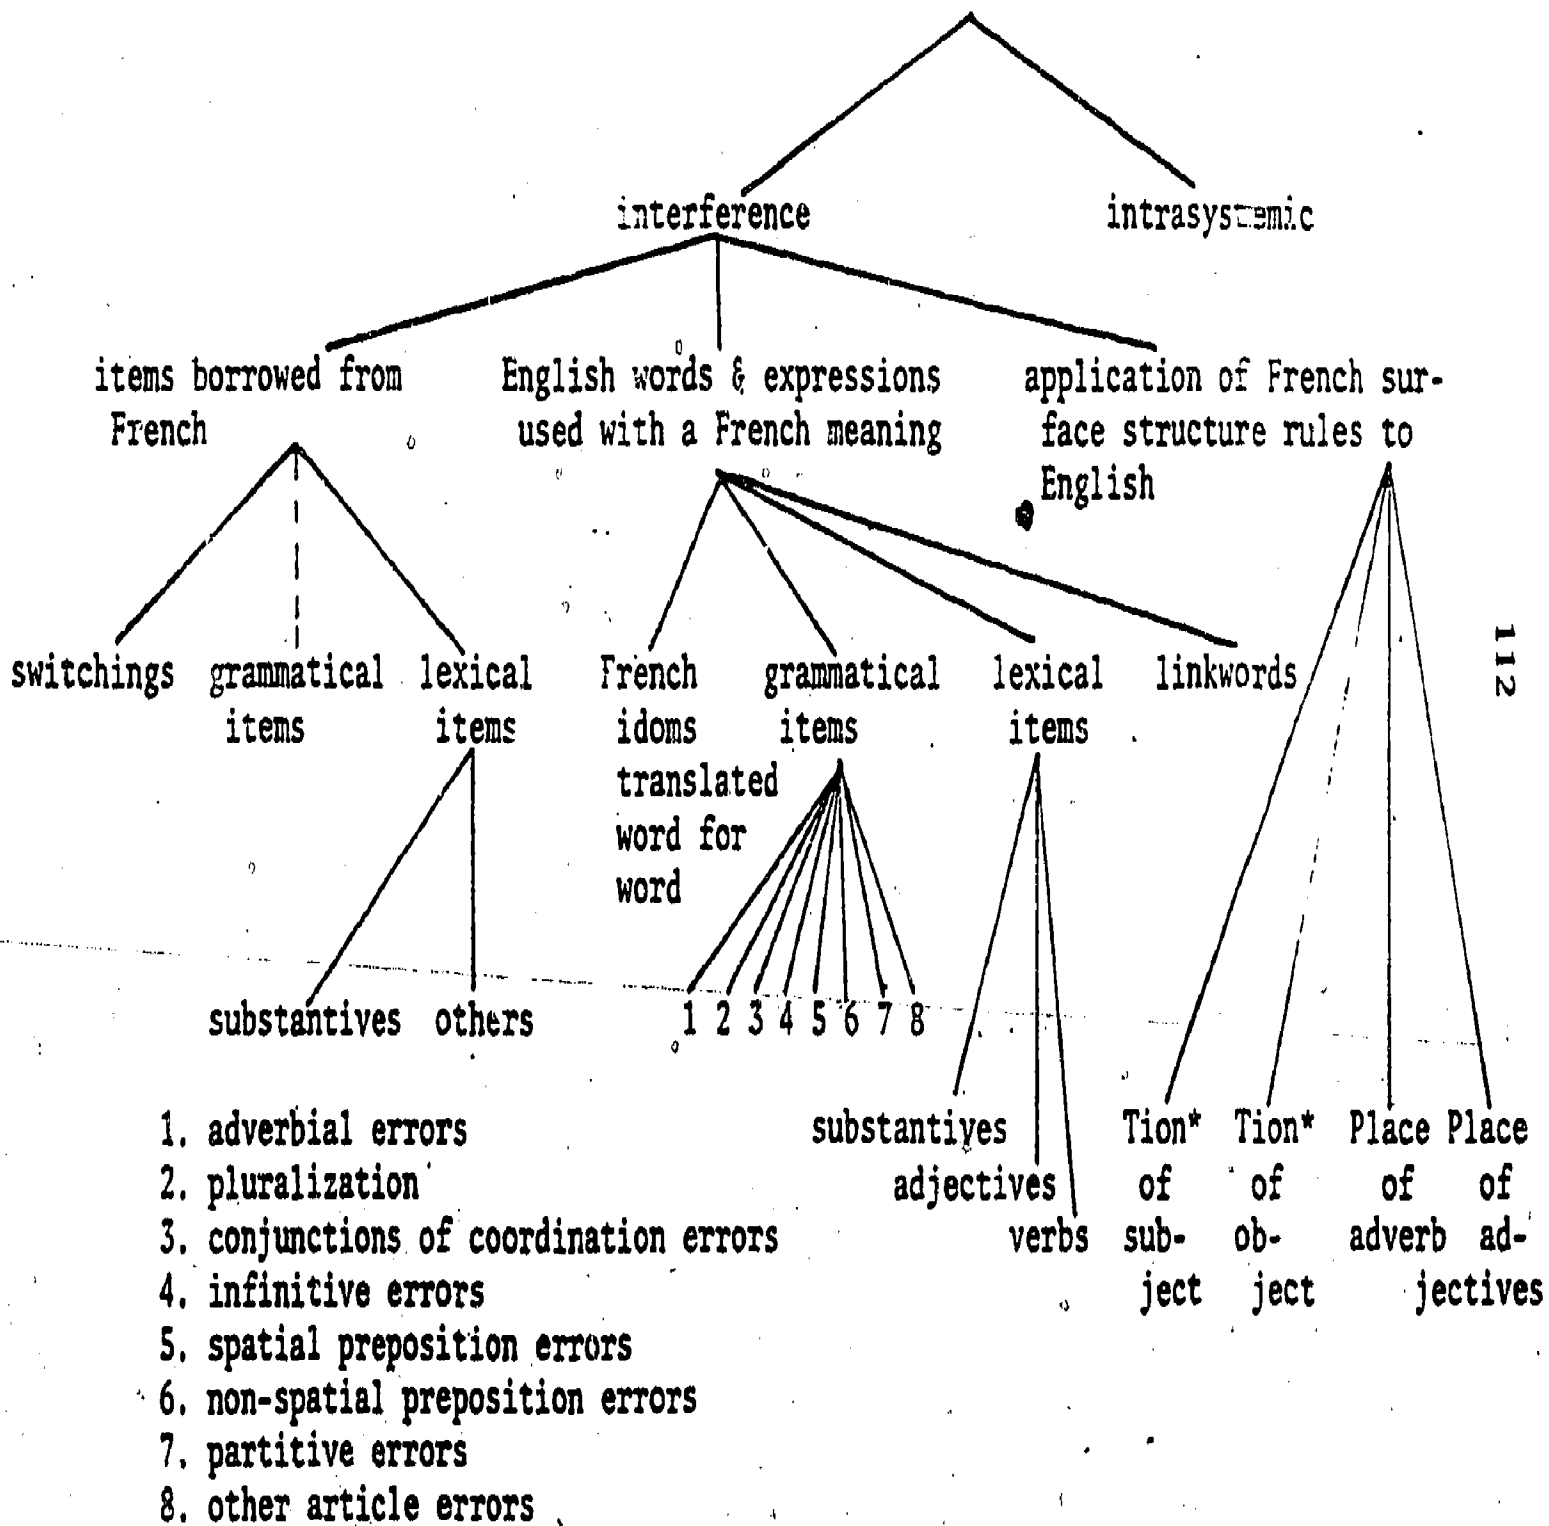 interference intrasystemic
items borrowed from
French
English words & expressions
used with a French meaning
application of French sur-
face structure rules to
English
112
switchings
grammatical
items
lexical
items
French
idoms
translated
word for
word
grammatical
items
lexical
items
linkwords
substantives others
1 2 3 4 5 6 7 8
substantives
adjectives
verbs
Tion*
of
sub-
ject
Tion*
of
ob-
ject
Place
of
adverb
Place
of
ad-
jectives
1. adverbial errors
2. pluralization
3. conjunctions of coordination errors
4. infinitive errors
5. spatial preposition errors
6. non-spatial preposition errors
7. partitive errors
8. other article errors